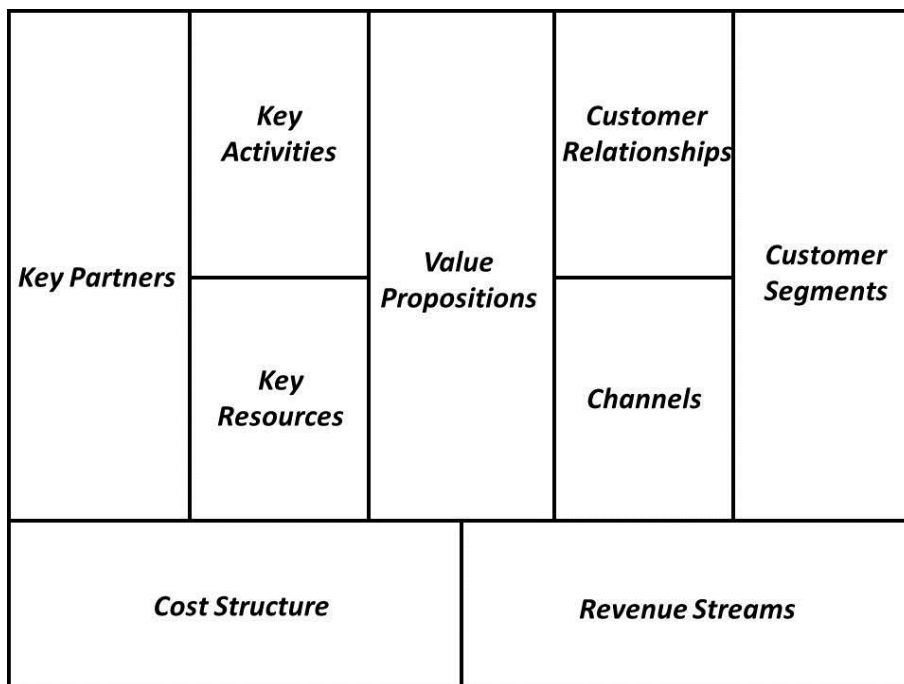 Key Partners
Key
Activities
Key
Resources
Value
Propositions
Customer
Relationships
Channels
Customer
Segments
Cost Structure
Revenue Streams